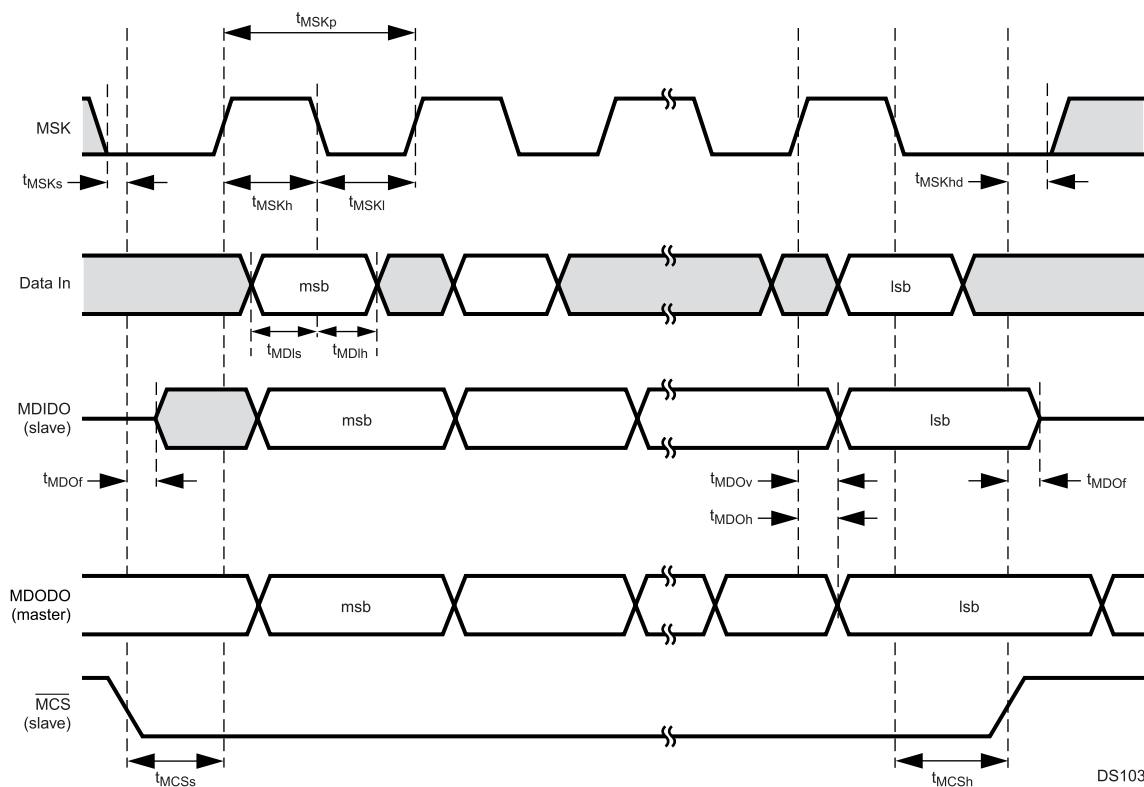 tMSKp
MSK
tMSKs
tMSKh
tMSKl
tMSKhd
Data In
msb
lsb
tMDIs
tMDIh
MDIDO
(slave)
msb
lsb
tMDOf
tMDOv
tMDOf
tMDOh
MDODO
(master)
msb
lsb
MCS
(slave)
tMCSs
tMCSh
DS103